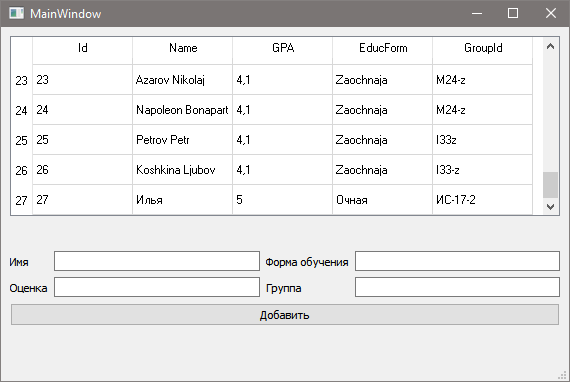 MainWindow
Id Name GPA EducForm GroupId
23 23 Azarov Nikolaj 4,1 Zaochnaja M24-z
24 24 Napoleon Bonapart 4,1 Zaochnaja M24-z
25 25 Petrov Petr 4,1 Zaochnaja I33z
26 26 Koshkina Ljubov 4,1 Zaochnaja I33-z
27 27 Илья 5 Очная ИС-17-2
Имя Форма обучения
Оценка Группа
Добавить